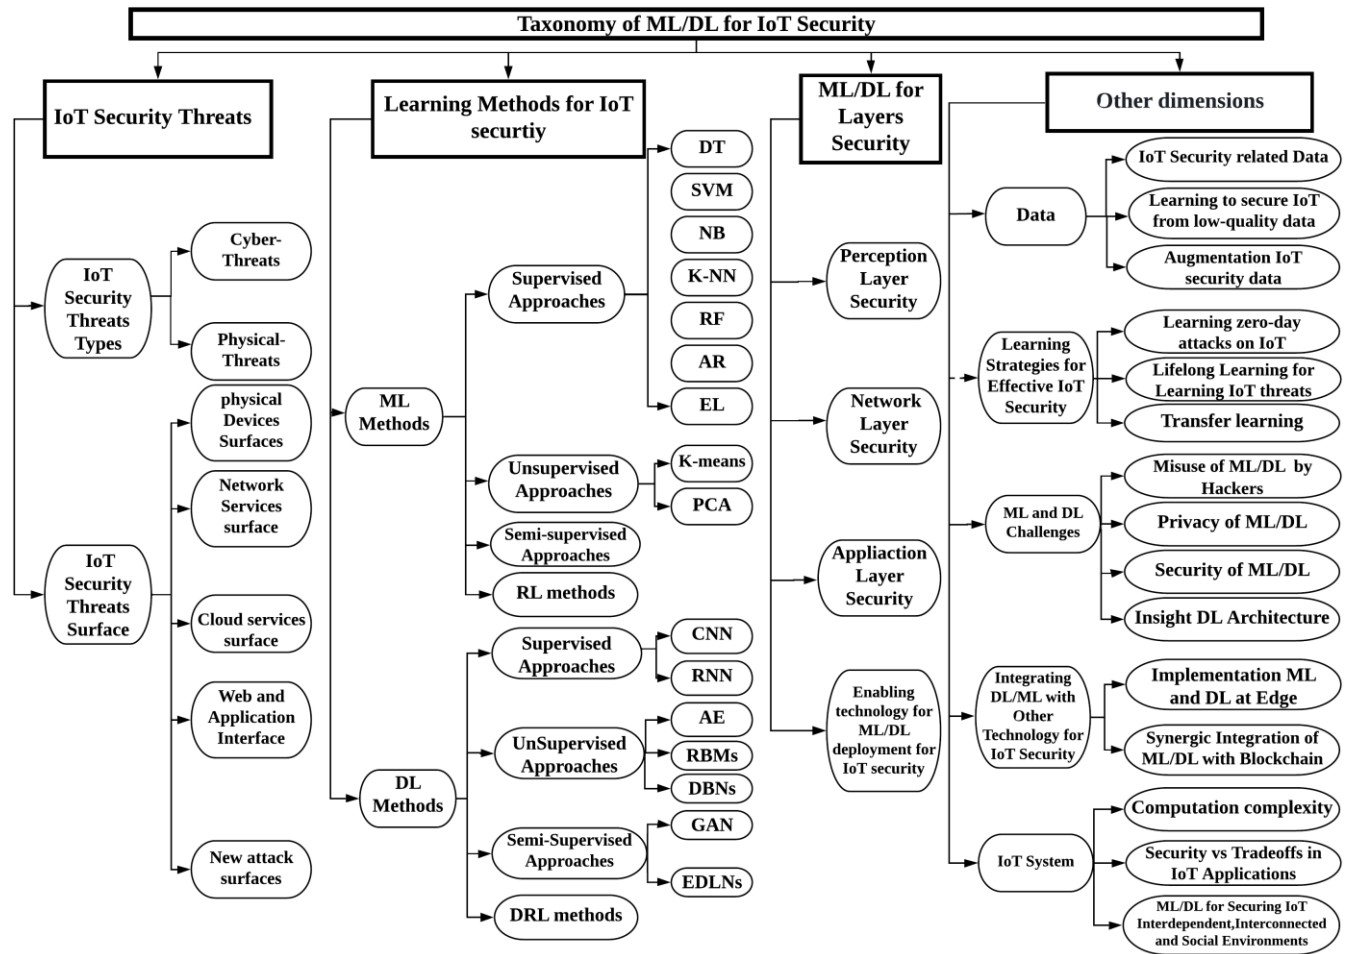 Taxonomy of ML/DL for IoT Security
IoT Security Threats
IoT
Security
Threats
Types
Cyber-
Threats
Physical-
Threats
IoT
Security
Threats
Surface
physical
Devices
Surfaces
Network
Services
surface
Cloud services
surface
Web and
Application
Interface
New attack
surfaces
Learning Methods for IoT
securtiy
ML
Methods
Supervised
Approaches
DT
SVM
NB
K-NN
RF
AR
EL
Unsupervised
Approaches
K-means
PCA
Semi-supervised
Approaches
RL methods
DL
Methods
Supervised
Approaches
CNN
RNN
UnSupervised
Approaches
AE
RBMs
DBNs
Semi-Supervised
Approaches
GAN
EDLNs
DRL methods
ML/DL for
Layers
Security
Perception
Layer
Security
Network
Layer
Security
Appliaction
Layer
Security
Enabling
technology for
ML/DL
deployment for
IoT security
Other dimensions
Data
IoT Security related Data
Learning to secure IoT
from low-quality data
Augmentation IoT
security data
Learning
Strategies for
Effective IoT
Security
Learning zero-day
attacks on IoT
Lifelong Learning for
Learning IoT threats
Transfer learning
ML and DL
Challenges
Misuse of ML/DL by
Hackers
Privacy of ML/DL
Security of ML/DL
Insight DL Architecture
Integrating
DL/ML with
Other
Technology for
IoT Security
Implementation ML
and DL at Edge
Synergic Integration of
ML/DL with Blockchain
IoT System
Computation complexity
Security vs Tradeoffs in
IoT Applications
ML/DL for Securing IoT
Interdependent,Interconnected
and Social Environments